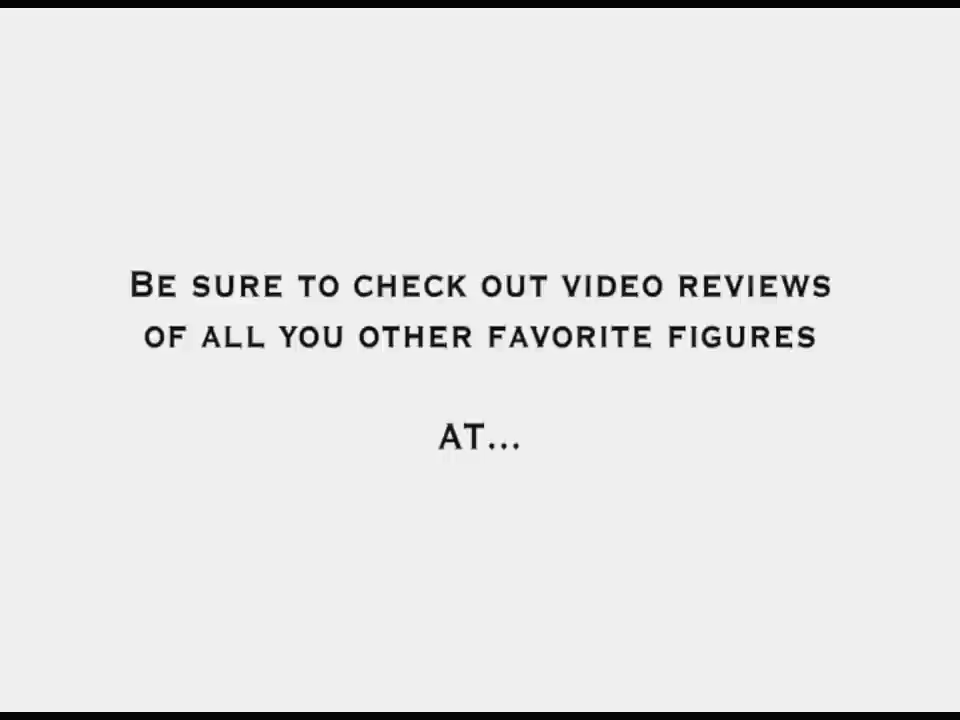 Be sure to check out video reviews
of all you other favorite figures
at...